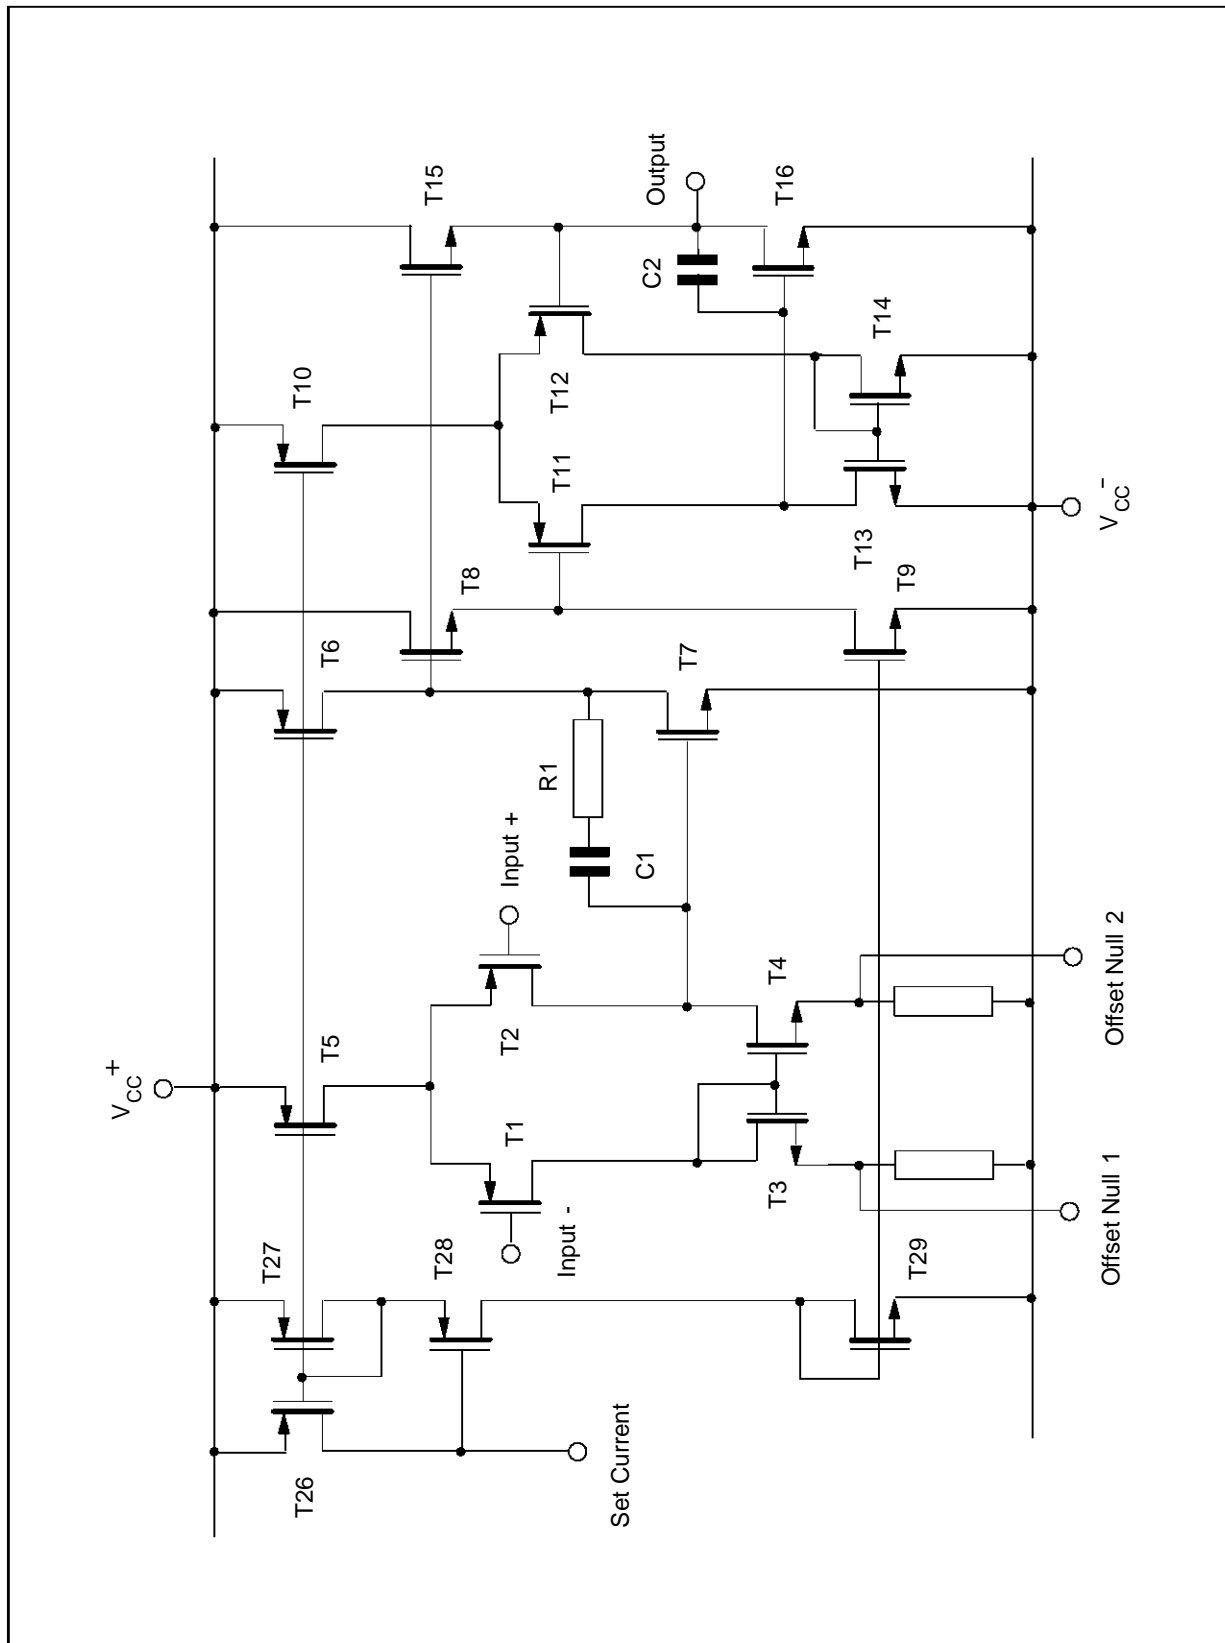 VCC+
T26
T27
T28
Set Current
T29
T5
T1
T2
Input -
Input +
T3
T4
Offset Null 1
Offset Null 2
C1
R1
T6
T7
T8
T9
T10
T11
T12
T13
T14
VCC-
T15
C2
Output
T16